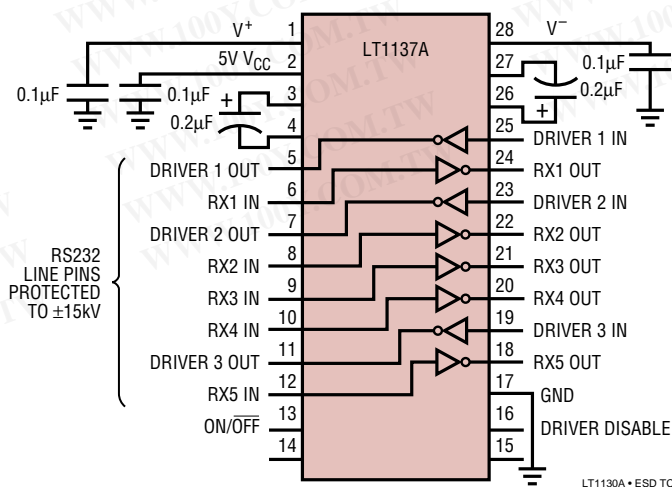 V+ 1 28 V−
LT1137A
5V VCC 2 27
0.1µF 0.1µF 3 26 0.2µF 0.1µF
0.2µF 4 25 DRIVER 1 IN
DRIVER 1 OUT 5 24 RX1 OUT
RX1 IN 6 23 DRIVER 2 IN
DRIVER 2 OUT 7 22 RX2 OUT
RX2 IN 8 21 RX3 OUT
RX3 IN 9 20 RX4 OUT
RX4 IN 10 19 DRIVER 3 IN
DRIVER 3 OUT 11 18 RX5 OUT
RX5 IN 12 17 GND
ON/OFF 13 16 DRIVER DISABLE
14 15
RS232
LINE PINS
PROTECTED
TO ±15kV
+
+
LT1130A • ESD TC
WWW.100Y.COM.TW